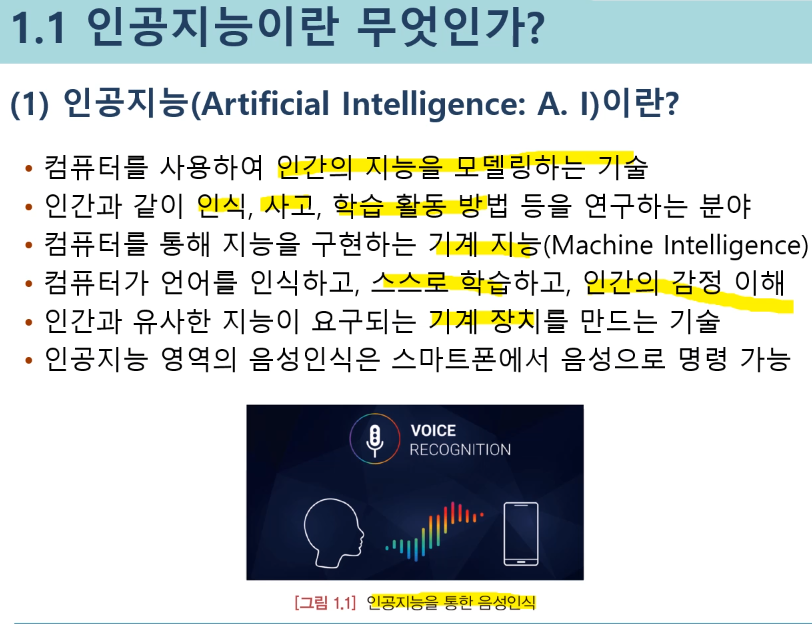 1.1 인공지능이란 무엇인가?
(1) 인공지능(Artificial Intelligence: A. I)이란?
• 컴퓨터를 사용하여 인간의 지능을 모델링하는 기술
• 인간과 같이 인식, 사고, 학습 활동 방법 등을 연구하는 분야
• 컴퓨터를 통해 지능을 구현하는 기계 지능(Machine Intelligence)
• 컴퓨터가 언어를 인식하고, 스스로 학습하고, 인간의 감정 이해
• 인간과 유사한 지능이 요구되는 기계 장치를 만드는 기술
• 인공지능 영역의 음성인식은 스마트폰에서 음성으로 명령 가능
VOICE
RECOGNITION
[그림 1.1] 인공지능을 통한 음성인식